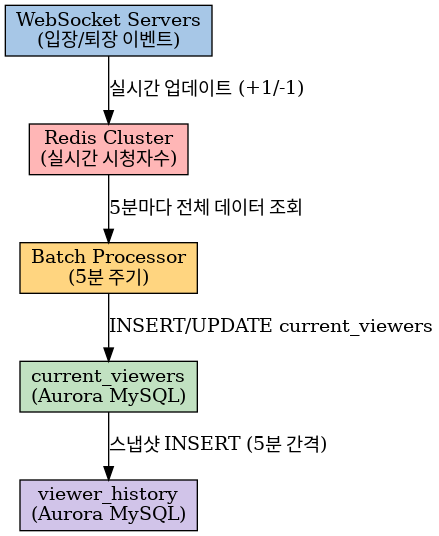 WebSocket Servers
(입장/퇴장 이벤트)
실시간 업데이트 (+1/-1)
Redis Cluster
(실시간 시청자수)
5분마다 전체 데이터 조회
Batch Processor
(5분 주기)
INSERT/UPDATE current_viewers
current_viewers
(Aurora MySQL)
스냅샷 INSERT (5분 간격)
viewer_history
(Aurora MySQL)